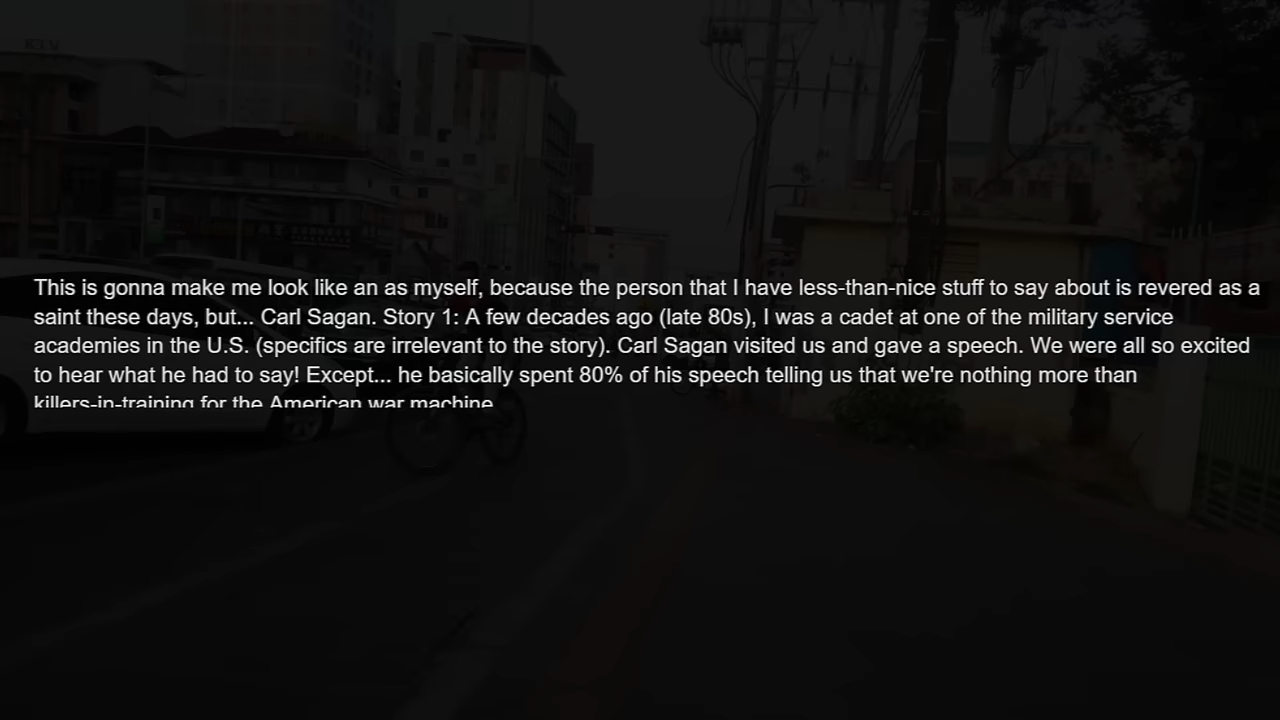 KTV
This is gonna make me look like an as myself, because the person that I have less-than-nice stuff to say about is revered as a
saint these days, but... Carl Sagan. Story 1: A few decades ago (late 80s), I was a cadet at one of the military service
academies in the U.S. (specifics are irrelevant to the story). Carl Sagan visited us and gave a speech. We were all so excited
to hear what he had to say! Except... he basically spent 80% of his speech telling us that we're nothing more than
killers-in-training for the American war machine